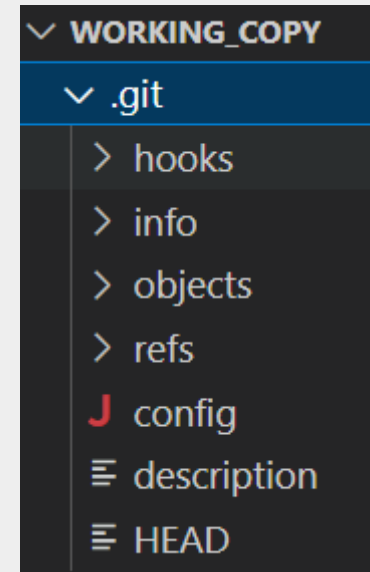 WORKING_COPY
.git
hooks
info
objects
refs
J config
description
HEAD